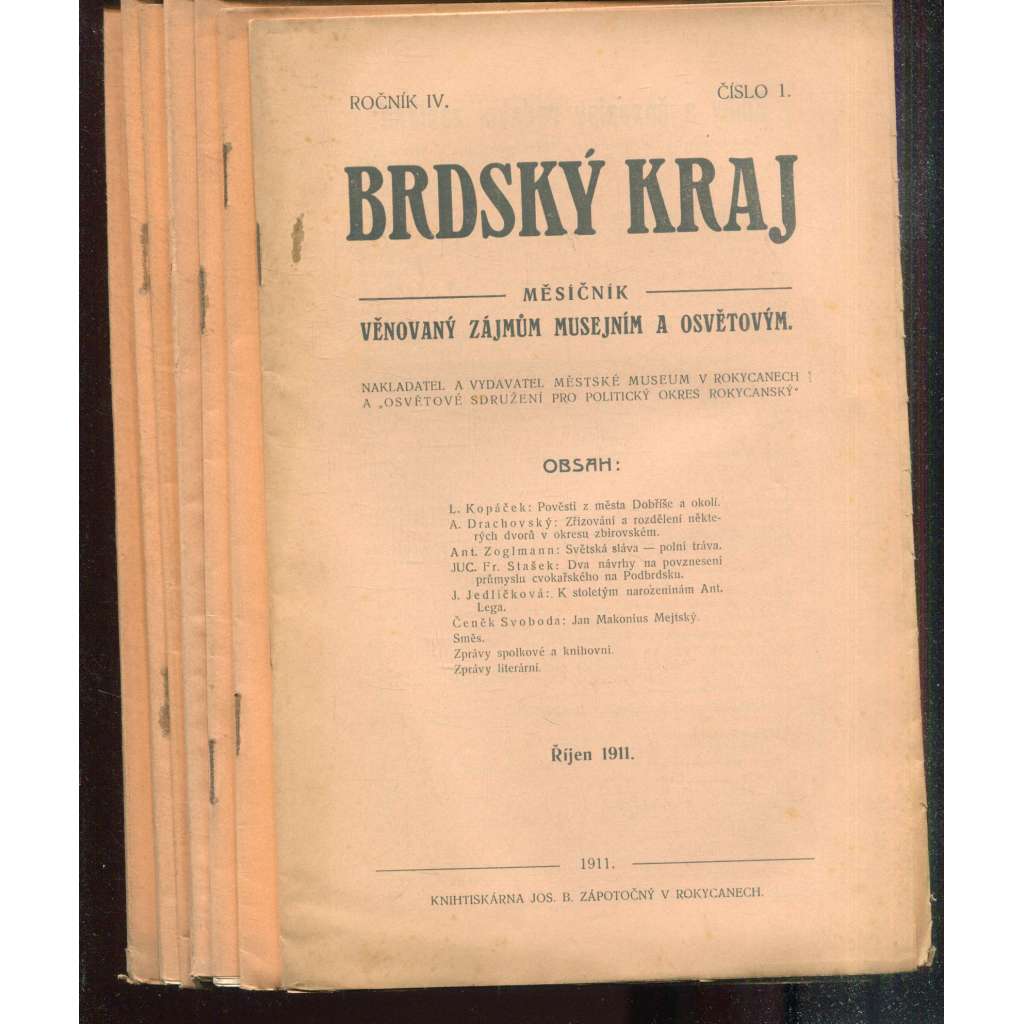 ROČNÍK IV.
ČÍSLO 1.
BRDSKÝ KRAJ
MĚSÍČNÍK
VĚNOVANÝ ZÁJMŮM MUSEJNÍM A OSVĚTOVÝM.
NAKLADATEL A VYDAVATEL MĚSTSKÉ MUSEUM V ROKYCANECH
A „OSVĚTOVÉ SDRUŽENÍ PRO POLITICKÝ OKRES ROKYCANSKÝ“
OBSAH:
L. Kopáček: Pověsti z města Dobříše a okolí.
A. Drachovský: Zřizování a rozdělení někte-
rých dvorů v okresu zbirovském.
Ant. Zoglmann: Světská sláva — polní tráva.
JUC. Fr. Stašek: Dva návrhy na povznesení
průmyslu cvokařského na Podbrdsku.
J. Jedličková: K stoletým narozeninám Ant.
Lega.
Čeněk Svoboda: Jan Makonius Mejtský.
Směs.
Zprávy spolkové a knihovní.
Zprávy literární.
Říjen 1911.
1911.
KNIHTISKÁRNA JOS. B. ZÁPOTOČNÝ V ROKYCANECH.